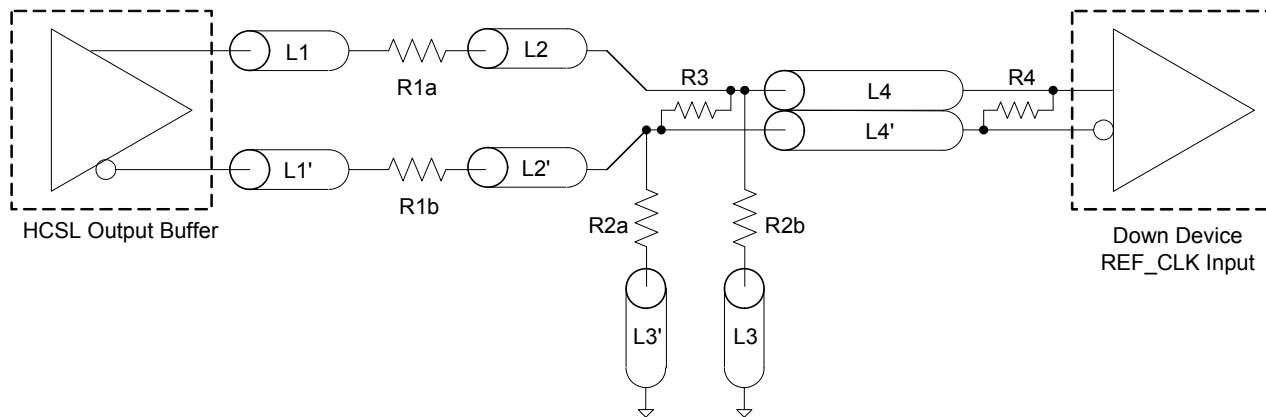 L1
R1a
L2
R3
L4
R4
L4'
L1'
R1b
L2'
HCSL Output Buffer
R2a
R2b
Down Device
REF_CLK Input
L3'
L3